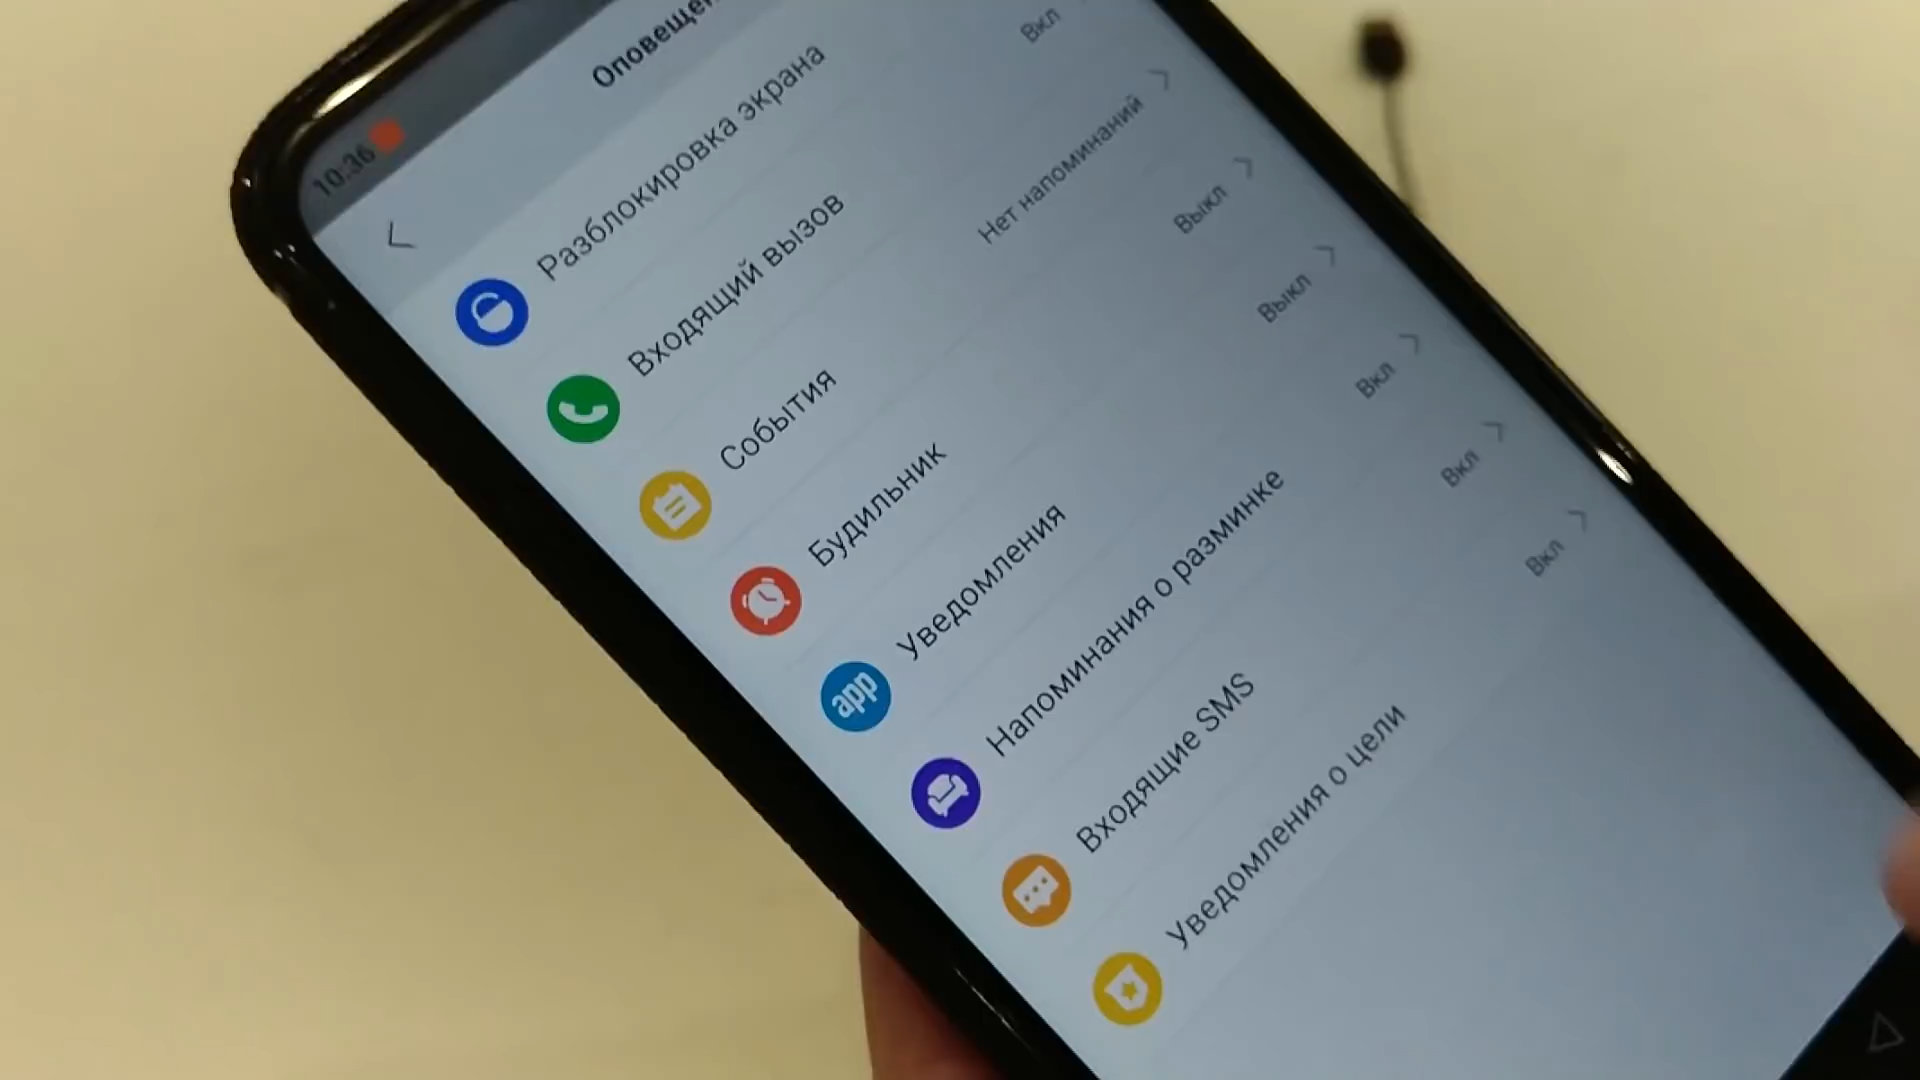 10:36
Оповещен
Разблокировка экрана
Входящий вызов Вкл
События Нет напоминаний
Будильник Выкл
app Уведомления Выкл
Напоминания о разминке Вкл
Входящие SMS Вкл
Уведомления о цели Вкл